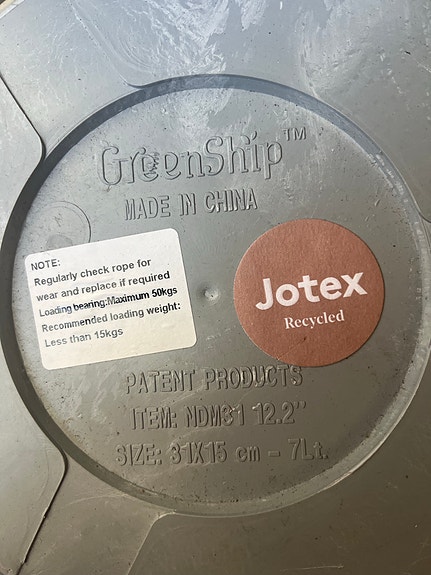 GreenShip™
MADE IN CHINA
NOTE:
Regularly check rope for
wear and replace if required
Loading bearing:Maximum 50kgs
Recommended loading weight:
Less than 15kgs
Jotex
Recycled
PATENT PRODUCTS
ITEM: NDM31 12.2"
SIZE: 31X15 cm - 7Lt.